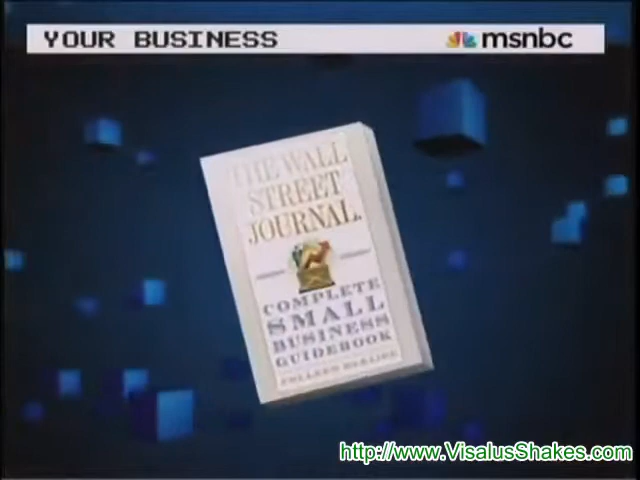 YOUR BUSINESS
msnbc
THE WALL
STREET
JOURNAL.
COMPLETE
SMALL
BUSINESS
GUIDEBOOK
http://www.VisalusShakes.com